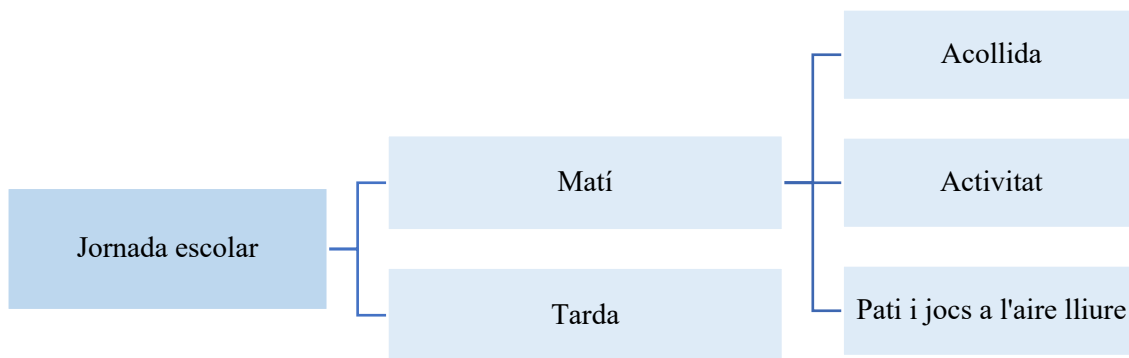 Jornada escolar
Matí
Acollida
Activitat
Pati i jocs a l'aire lliure
Tarda